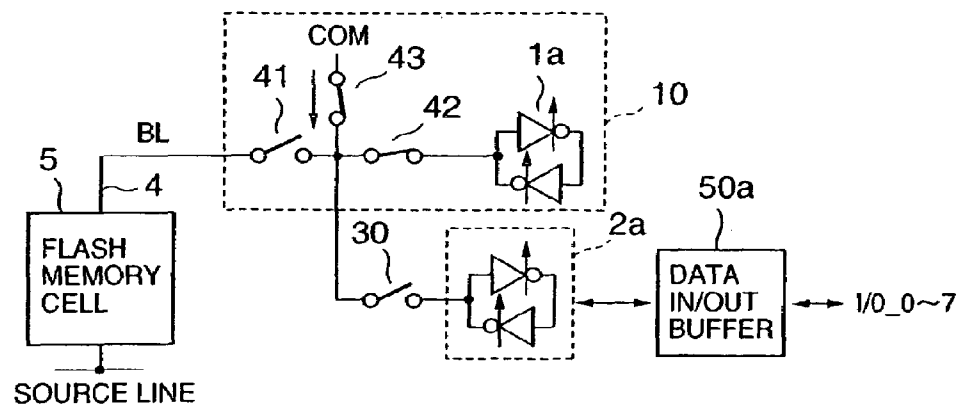 COM
41
43
1a
10
BL
42
5
4
FLASH
MEMORY
CELL
30
2a
50a
DATA
IN/OUT
BUFFER
I/O_0~7
SOURCE LINE